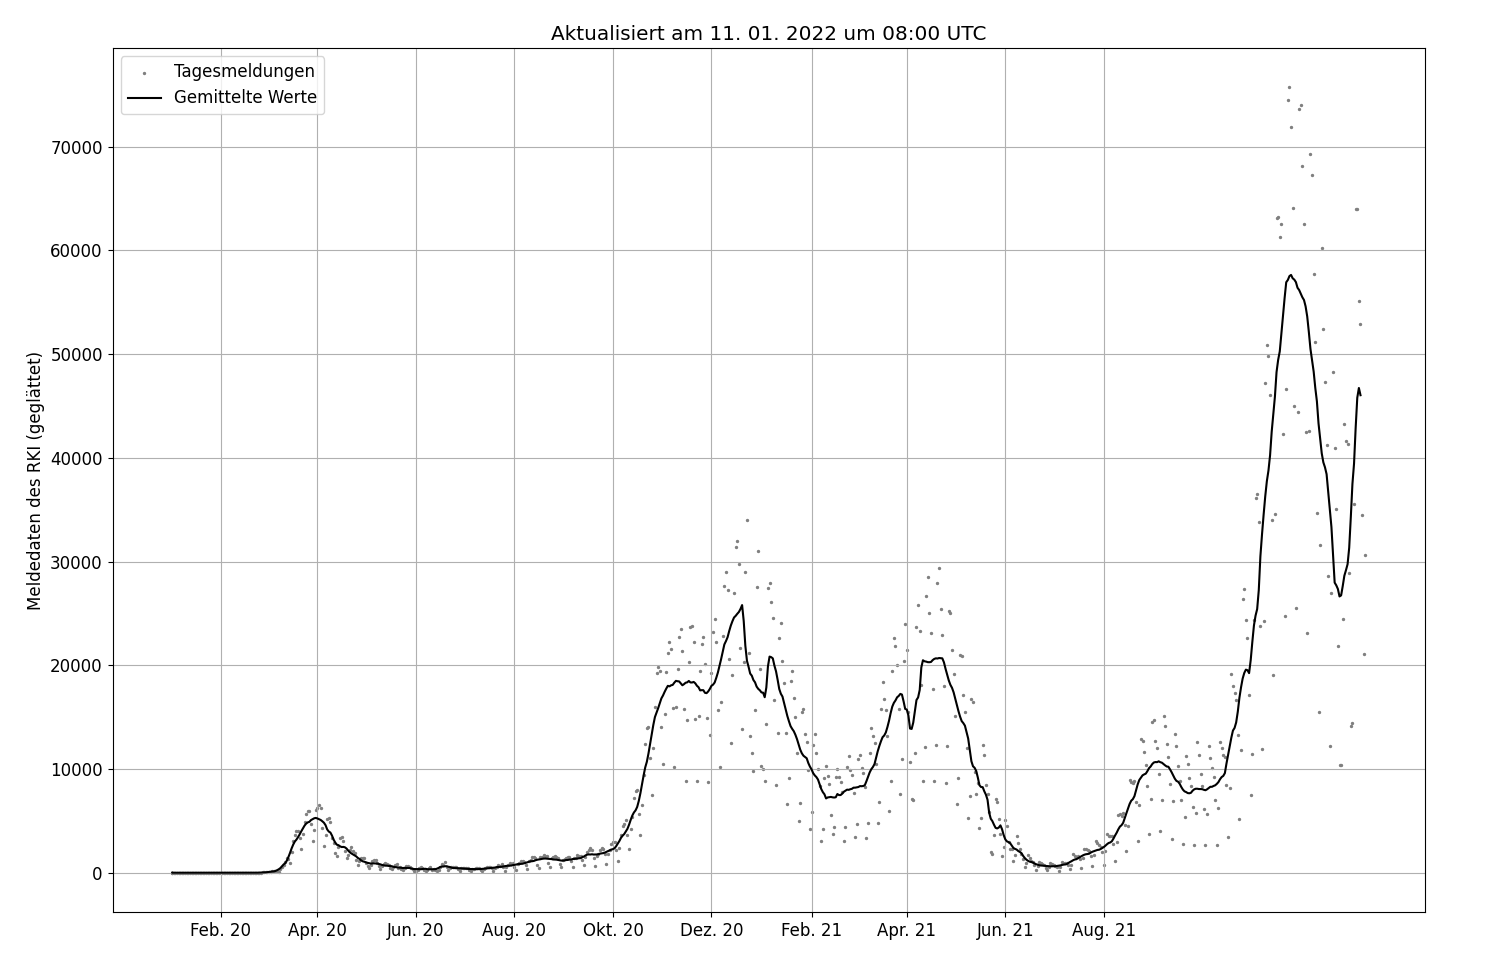 Aktualisiert am 11. 01. 2022 um 08:00 UTC
Tagesmeldungen
Gemittelte Werte
Meldedaten des RKI (geglättet)
70000
60000
50000
40000
30000
20000
10000
0
Feb. 20 Apr. 20 Jun. 20 Aug. 20 Okt. 20 Dez. 20 Feb. 21 Apr. 21 Jun. 21 Aug. 21